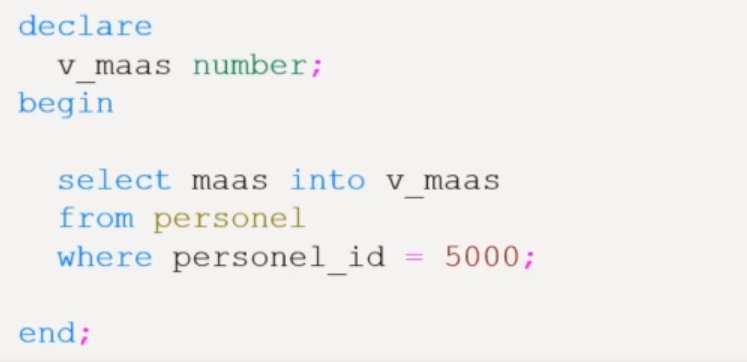 declare
v_maas number;
begin
select maas into v_maas
from personel
where personel_id = 5000;
end;